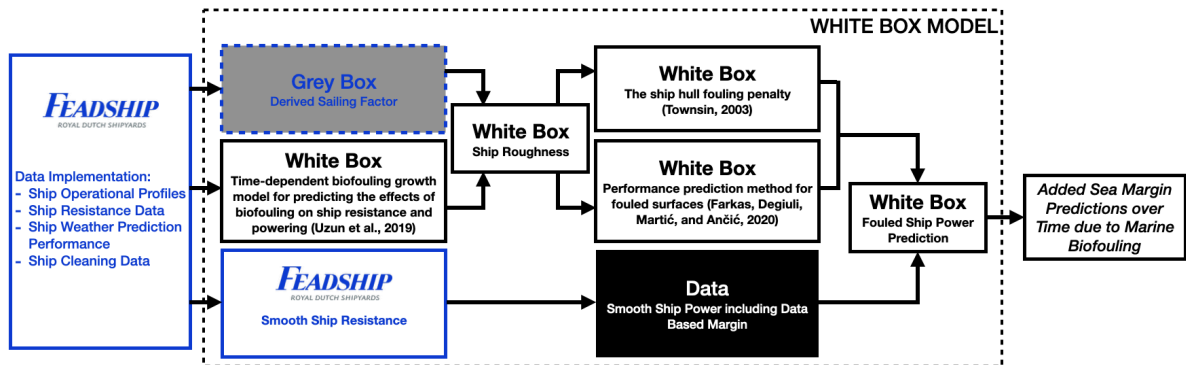 WHITE BOX MODEL
FEADSHIP
ROYAL DUTCH SHIPYARDS
Data Implementation:
- Ship Operational Profiles
- Ship Resistance Data
- Ship Weather Prediction
Performance
- Ship Cleaning Data
Grey Box
Derived Sailing Factor
White Box
Time-dependent biofouling growth
model for predicting the effects of
biofouling on ship resistance and
powering (Uzun et al., 2019)
FEADSHIP
ROYAL DUTCH SHIPYARDS
Smooth Ship Resistance
White Box
Ship Roughness
White Box
The ship hull fouling penalty
(Townsin, 2003)
White Box
Performance prediction method for
fouled surfaces (Farkas, Degiuli,
Martić, and Ančić, 2020)
Data
Smooth Ship Power including Data
Based Margin
White Box
Fouled Ship Power
Prediction
Added Sea Margin
Predictions over
Time due to Marine
Biofouling